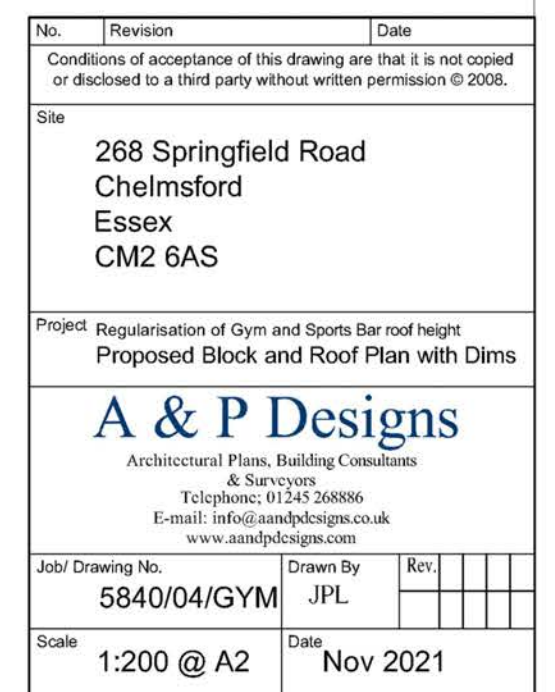 No. Revision Date
Conditions of acceptance of this drawing are that it is not copied
or disclosed to a third party without written permission © 2008.
Site
268 Springfield Road
Chelmsford
Essex
CM2 6AS
Project Regularisation of Gym and Sports Bar roof height
Proposed Block and Roof Plan with Dims
A & P Designs
Architectural Plans, Building Consultants
& Surveyors
Telephone; 01245 268886
E-mail: info@aandpdesigns.co.uk
www.aandpdesigns.com
Job/ Drawing No. Drawn By Rev.
5840/04/GYM JPL
Scale Date
1:200 @ A2 Nov 2021